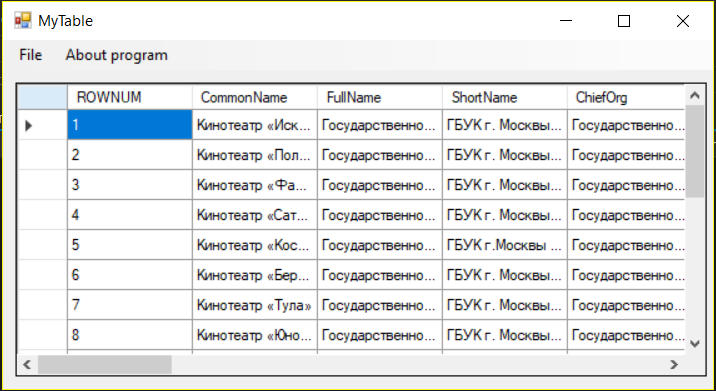 MyTable
File About program
ROWNUM CommonName FullName ShortName ChiefOrg
1 Кинотеатр «Иск... Государственно... ГБУК г. Москвы... Государственно...
2 Кинотеатр «Пол... Государственно... ГБУК г. Москвы... Государственно...
3 Кинотеатр «Фа... Государственно... ГБУК г. Москвы... Государственно...
4 Кинотеатр «Сат... Государственно... ГБУК г. Москвы... Государственно...
5 Кинотеатр «Кос... Государственно... ГБУК г.Москвы ... Государственно...
6 Кинотеатр «Бер... Государственно... ГБУК г. Москвы... Государственно...
7 Кинотеатр «Тула» Государственно... ГБУК г. Москвы... Государственно...
8 Кинотеатр «Юно... Государственно... ГБУК г. Москвы... Государственно...